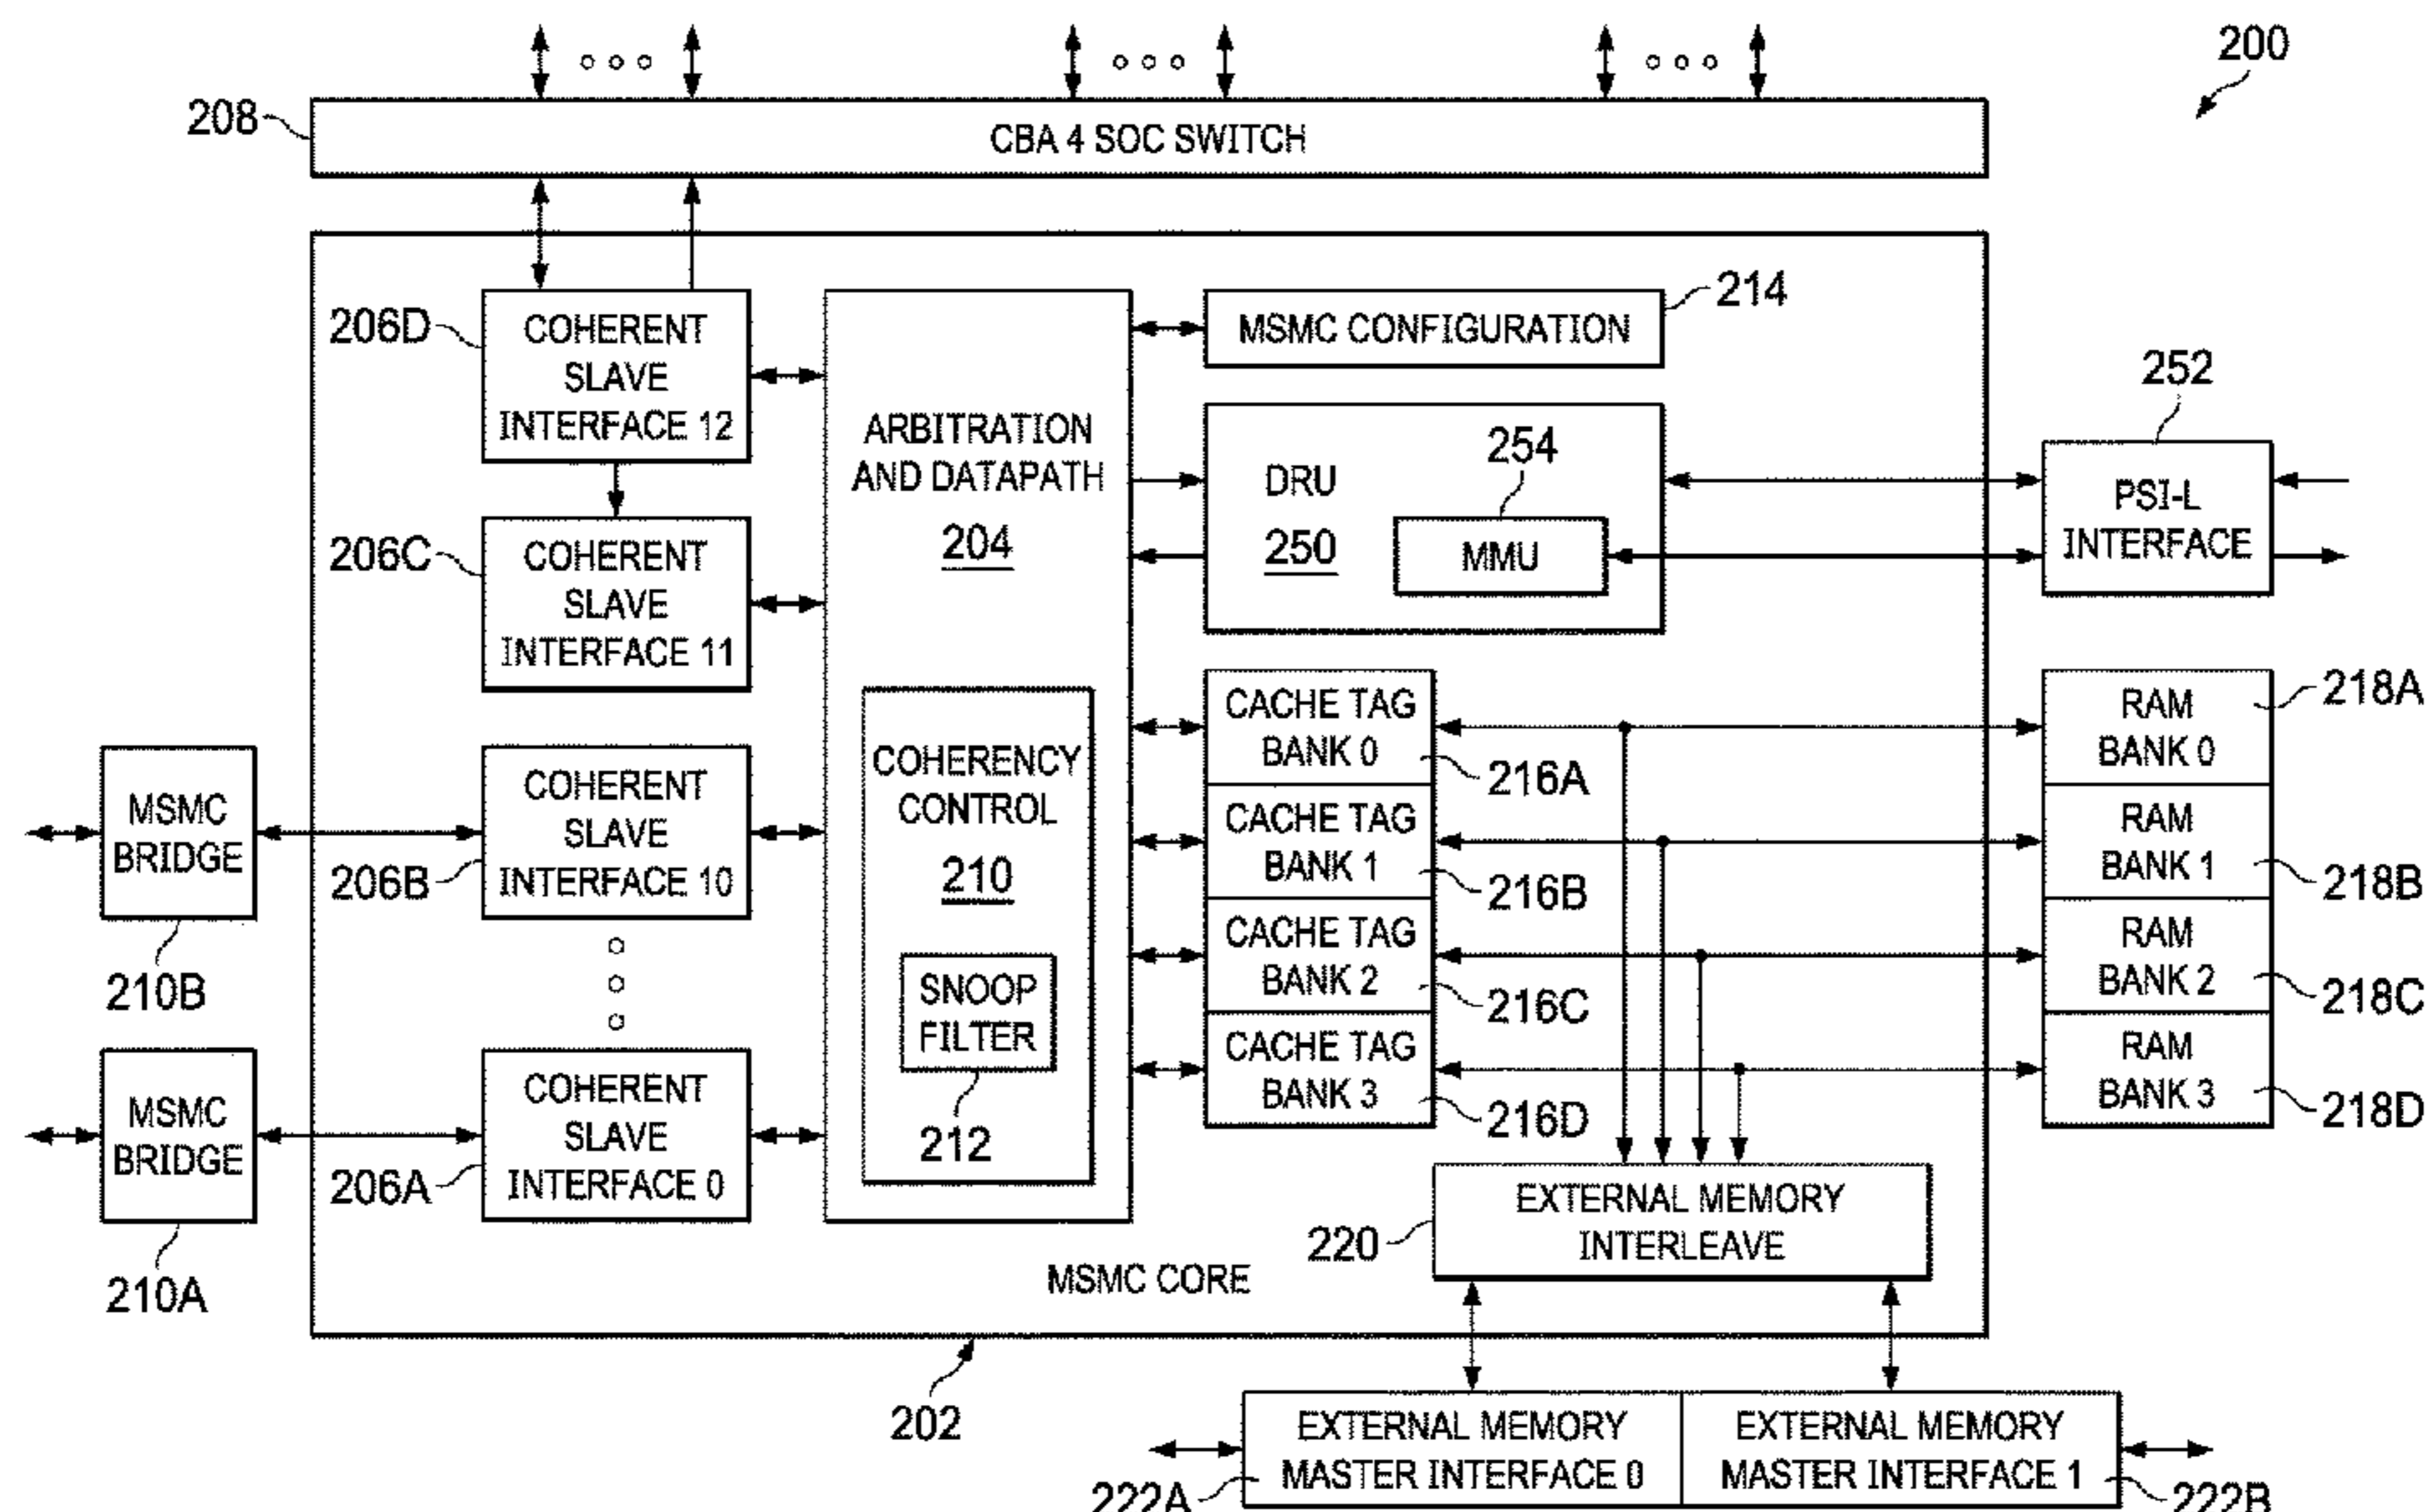 200
208
CBA 4 SOC SWITCH
206D
COHERENT
SLAVE
INTERFACE 12
214
MSMC CONFIGURATION
252
ARBITRATION
AND DATAPATH
204
DRU
250
254
MMU
PSI-L
INTERFACE
206C
COHERENT
SLAVE
INTERFACE 11
MSMC
BRIDGE
210B
206B
COHERENT
SLAVE
INTERFACE 10
COHERENCY
CONTROL
210
SNOOP
FILTER
212
CACHE TAG
BANK 0
216A
CACHE TAG
BANK 1
216B
CACHE TAG
BANK 2
216C
CACHE TAG
BANK 3
216D
RAM
BANK 0
218A
RAM
BANK 1
218B
RAM
BANK 2
218C
RAM
BANK 3
218D
MSMC
BRIDGE
210A
206A
COHERENT
SLAVE
INTERFACE 0
220
EXTERNAL MEMORY
INTERLEAVE
MSMC CORE
202
EXTERNAL MEMORY
MASTER INTERFACE 0
222A
EXTERNAL MEMORY
MASTER INTERFACE 1
222B